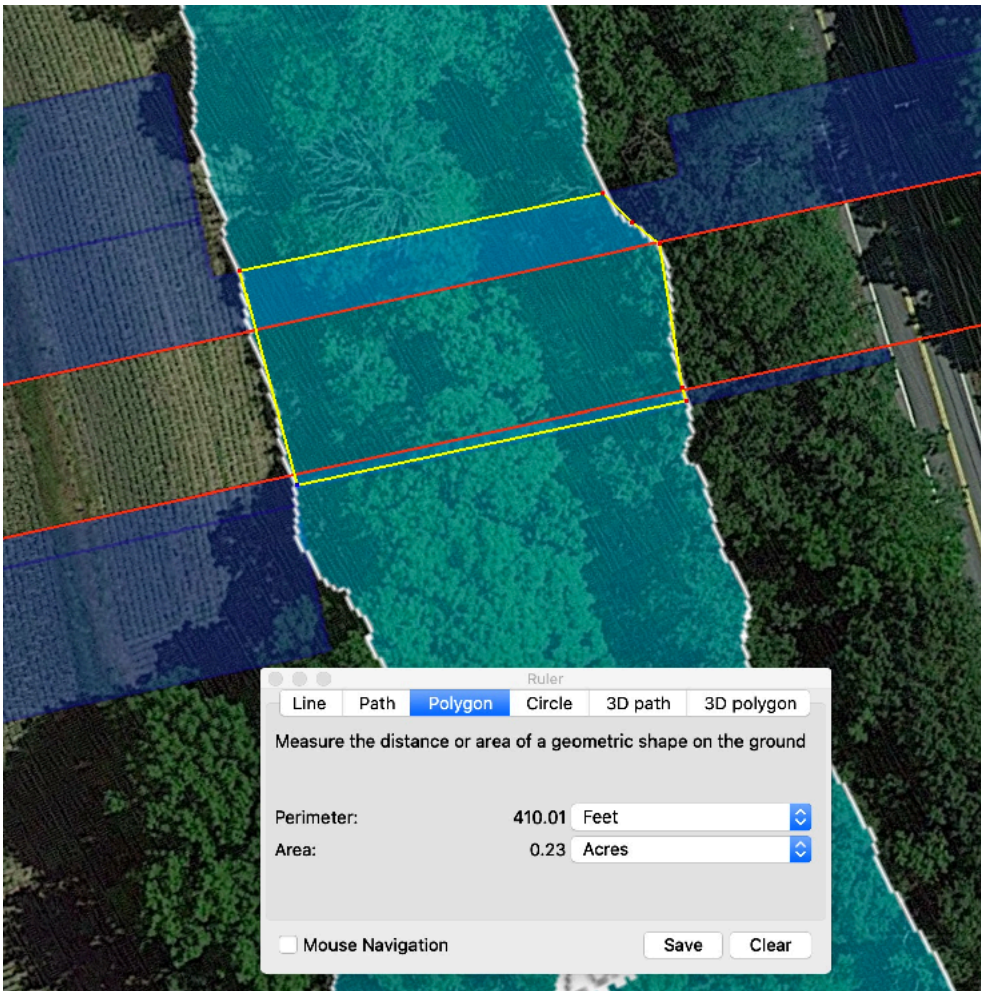 Ruler
Line Path Polygon Circle 3D path 3D polygon
Measure the distance or area of a geometric shape on the ground
Perimeter: 410.01 Feet
Area: 0.23 Acres
Mouse Navigation Save Clear